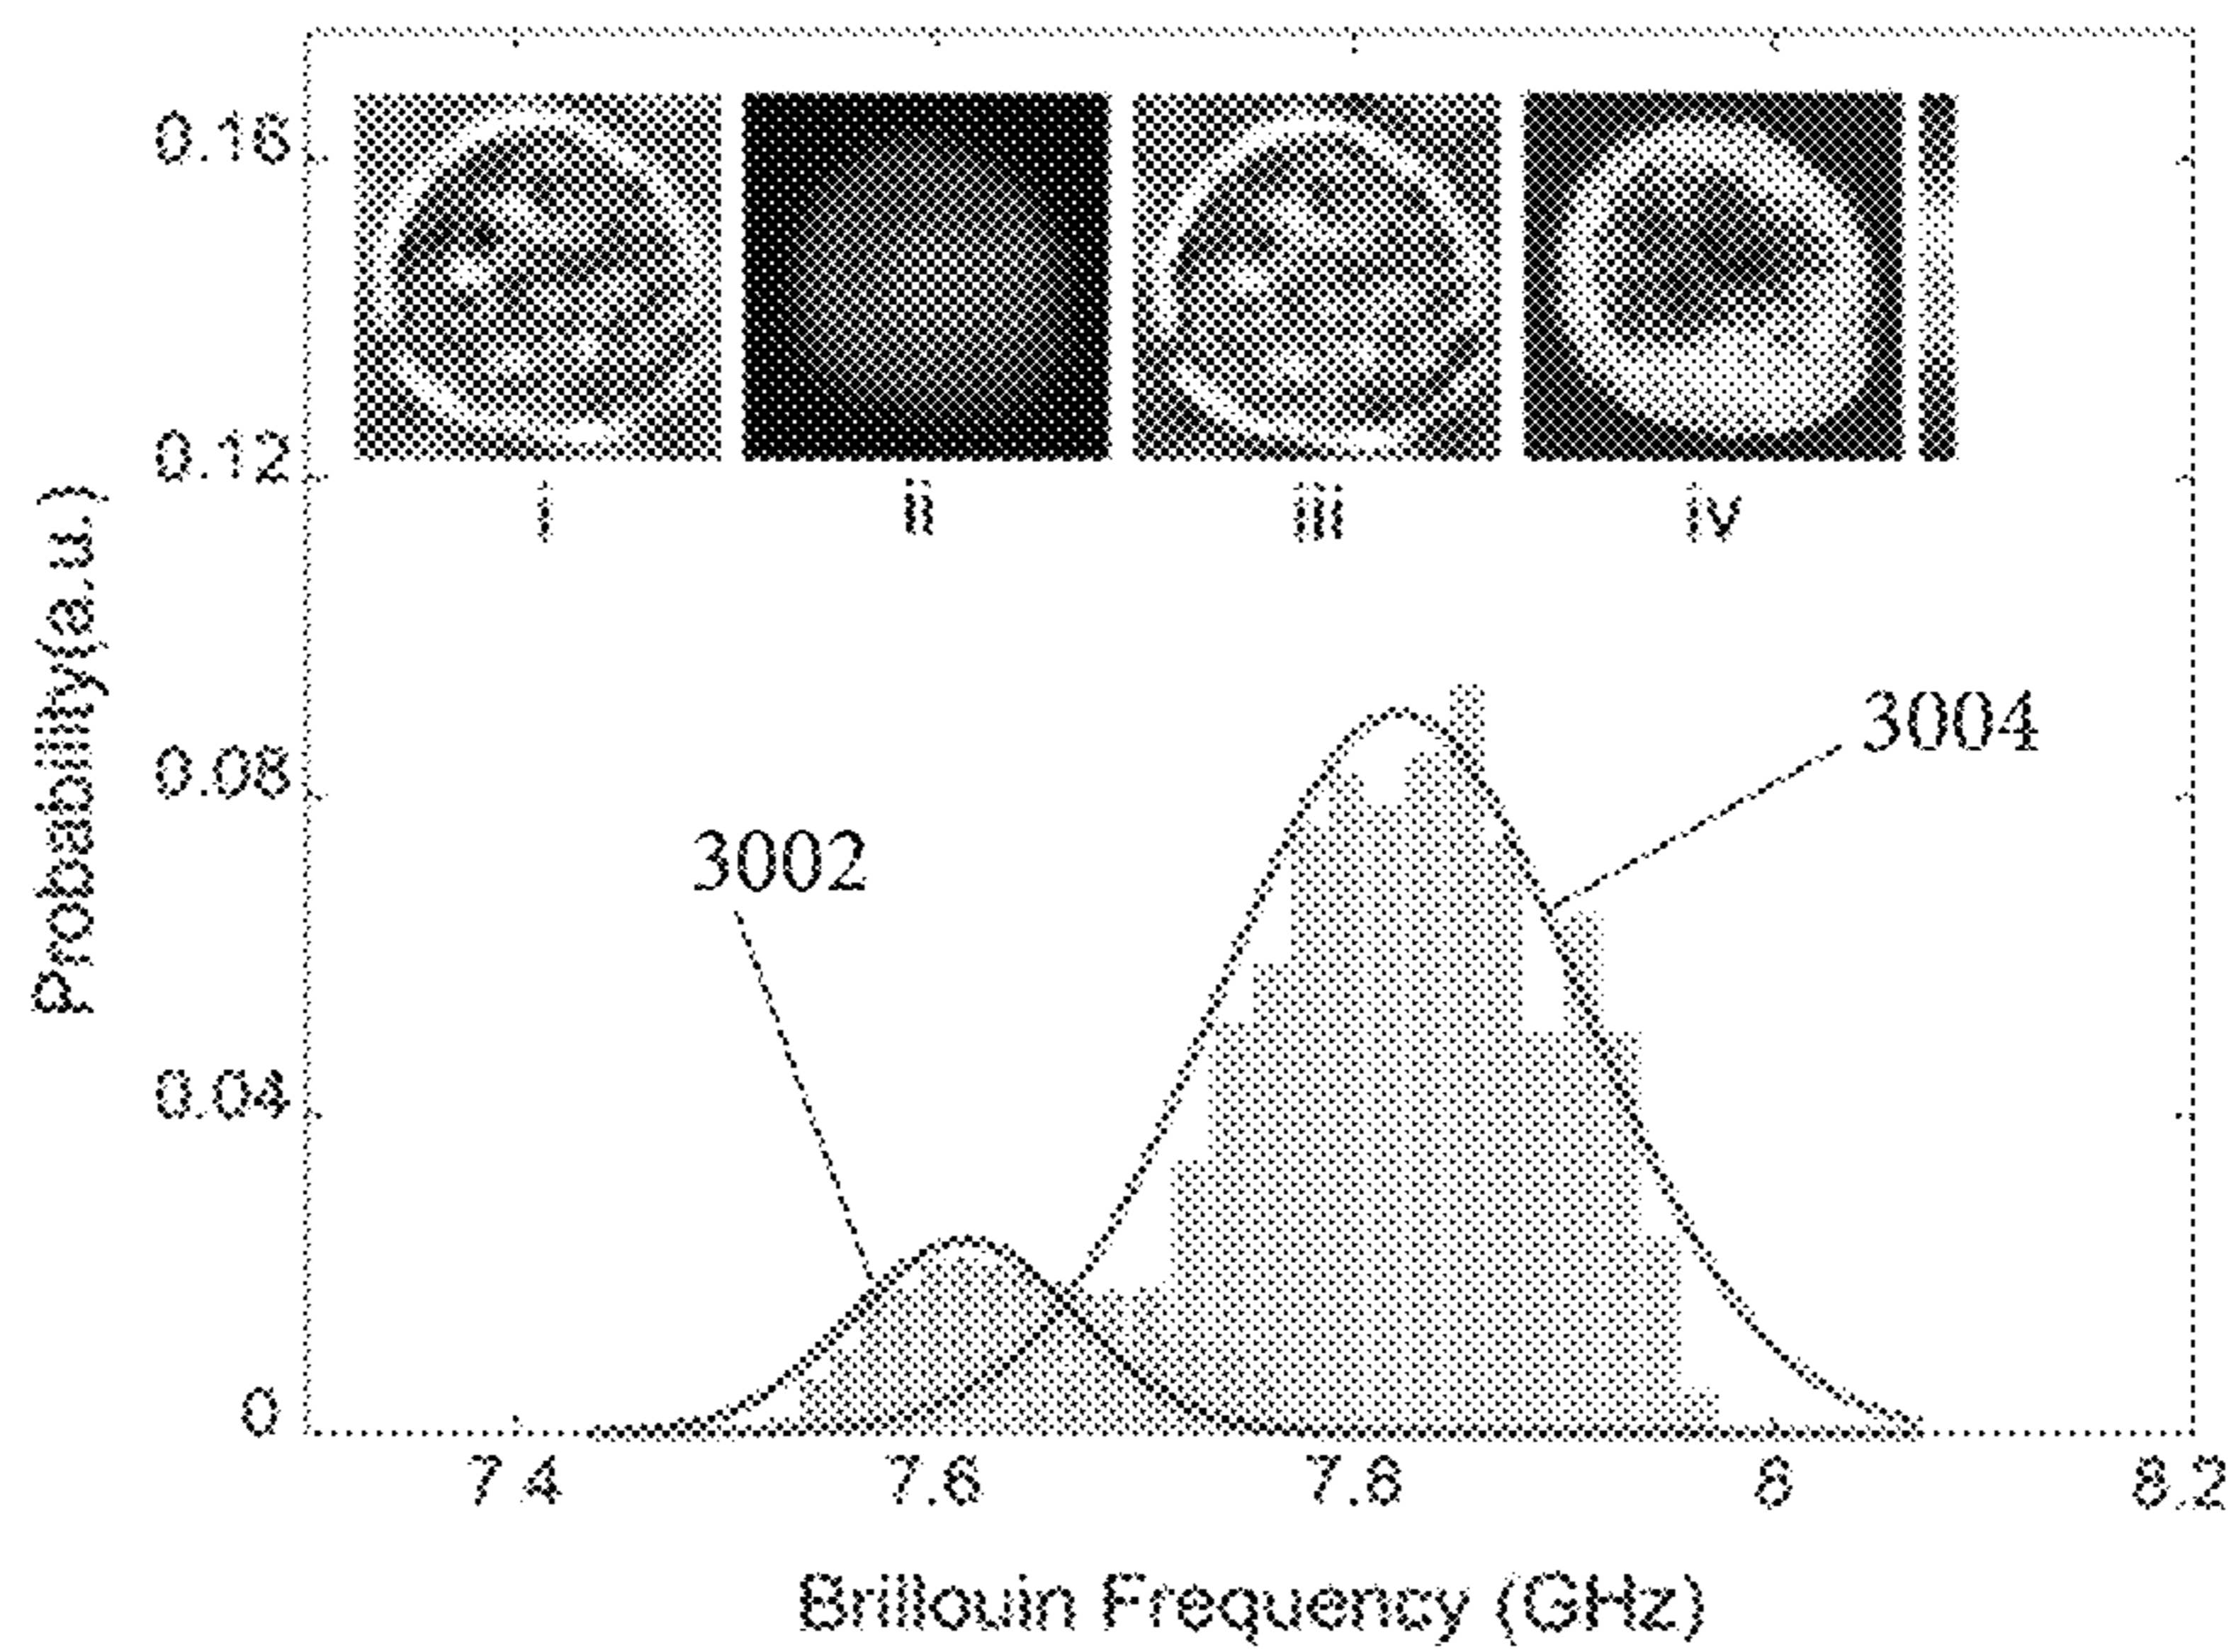 0.16
0.12
0.08
0.04
0
Probability(a.u.)
i
ii
iii
iv
3002
3004
7.4
7.6
7.8
8
8.2
Brillouin Frequency (GHz)